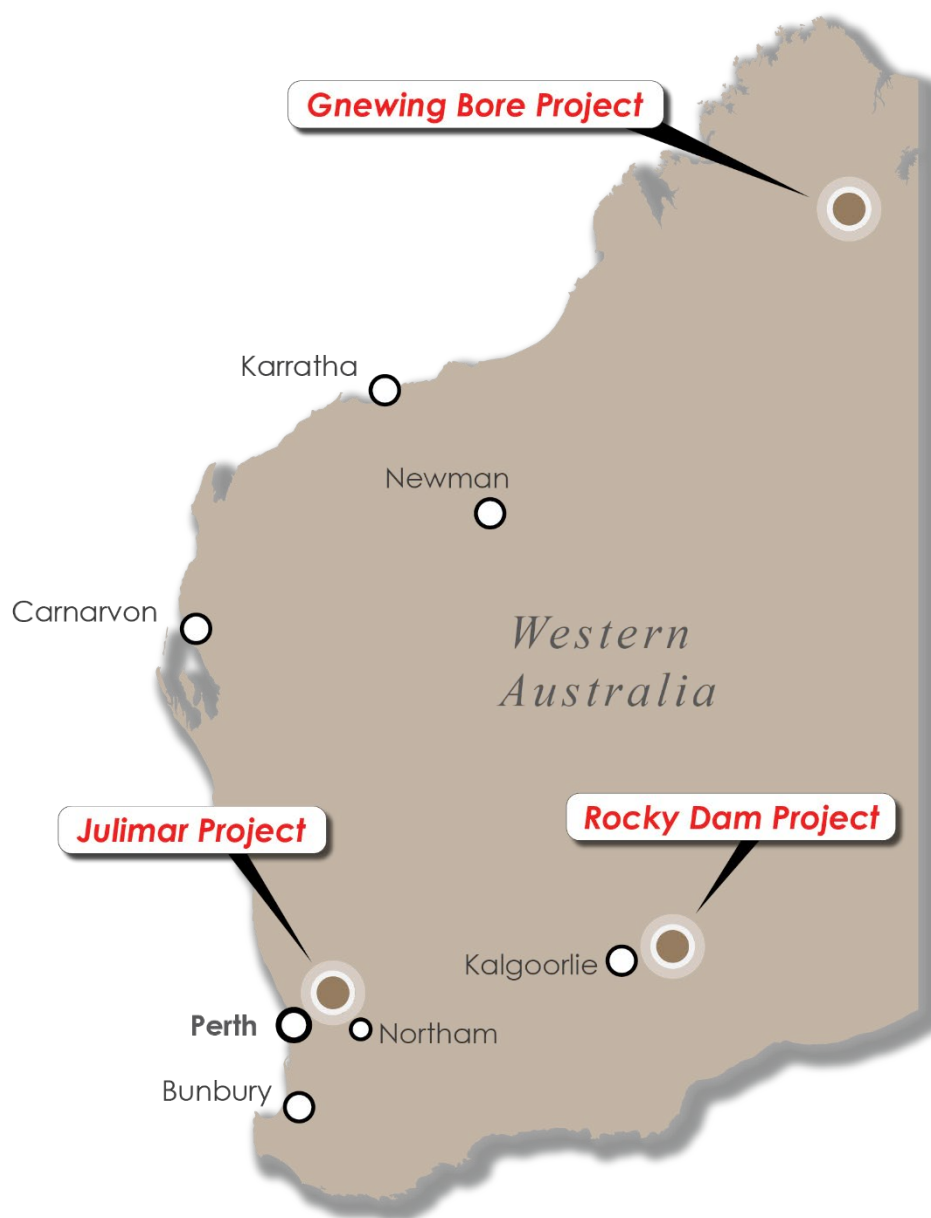 Gnewing Bore Project
Karratha
Newman
Carnarvon
Western
Australia
Julimar Project
Rocky Dam Project
Kalgoorlie
Perth
Northam
Bunbury